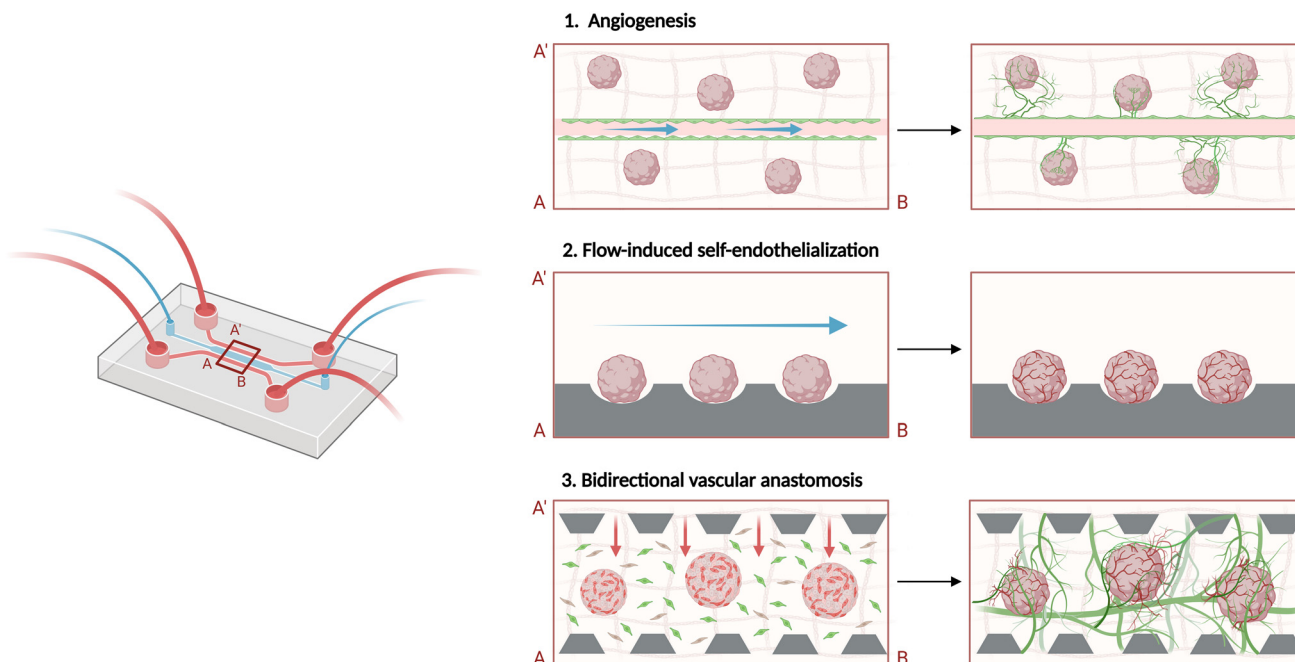 1. Angiogenesis
A'
A
B
2. Flow-induced self-endothelialization
A'
A'
A
B
A
B
3. Bidirectional vascular anastomosis
A'
A
B